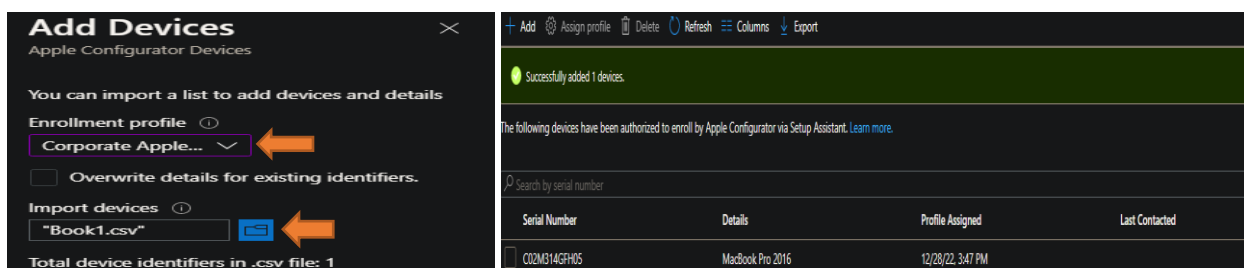 Add Devices
Apple Configurator Devices
You can import a list to add devices and details
Enrollment profile
Corporate Apple...
Overwrite details for existing identifiers.
Import devices
"Book1.csv"
Total device identifiers in .csv file: 1
+ Add Assign profile Delete Refresh Columns Export
Successfully added 1 devices.
The following devices have been authorized to enroll by Apple Configurator via Setup Assistant. Learn more.
Search by serial number
Serial Number Details Profile Assigned Last Contacted
C02M314GFH05 MacBook Pro 2016 12/28/22, 3:47 PM